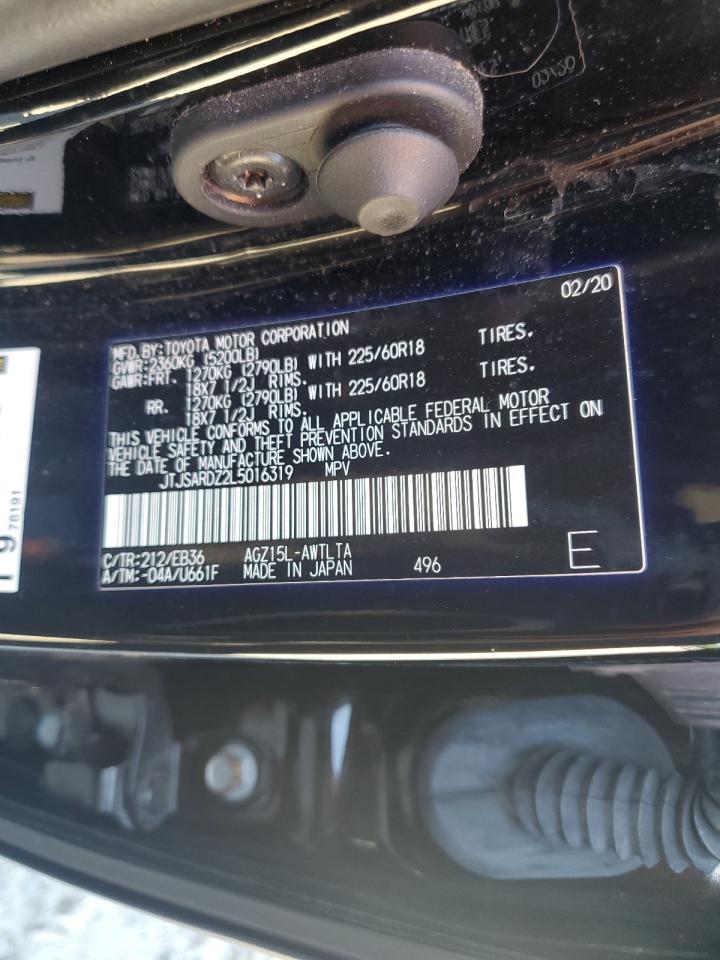 02/20
MFD.BY:TOYOTA MOTOR CORPORATION
GVWR:2360KG (5200LB)
GAWR:FRT. 1270KG (2790LB) WITH 225/60R18 TIRES.
18X7 1/2J RIMS.
RR. 1270KG (2790LB) WITH 225/60R18 TIRES.
18X7 1/2J RIMS.
THIS VEHICLE CONFORMS TO ALL APPLICABLE FEDERAL MOTOR
VEHICLE SAFETY AND THEFT PREVENTION STANDARDS IN EFFECT ON
THE DATE OF MANUFACTURE SHOWN ABOVE.
JTJSARDZ2L5016319 MPV
C/TR:212/EB36 AGZ15L-AWTLTA
A/TM:-04A/U661F MADE IN JAPAN 496 E
78191